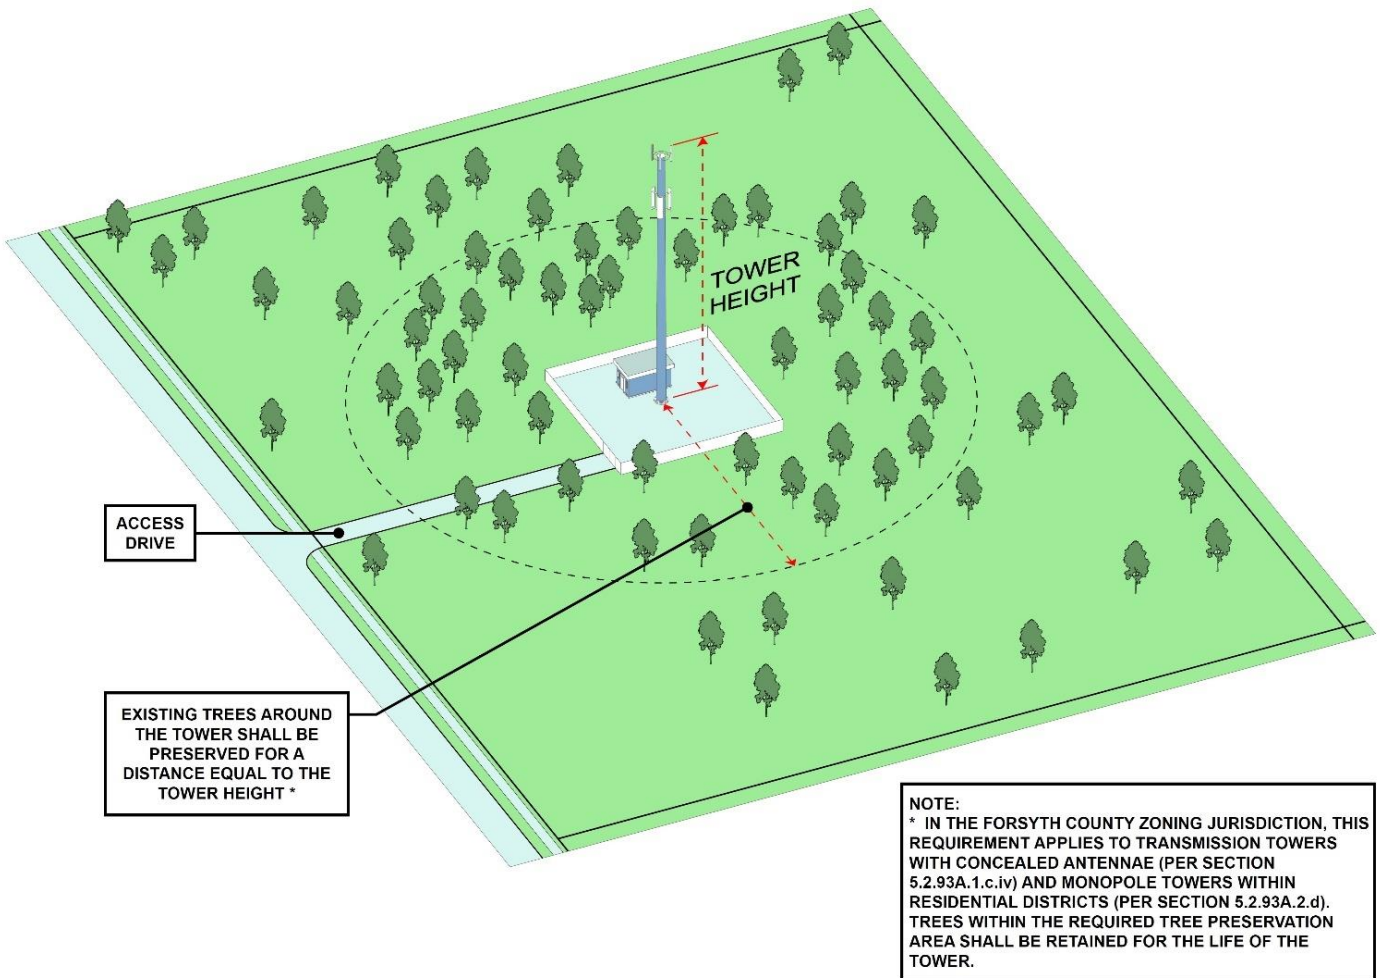 TOWER
HEIGHT
ACCESS
DRIVE
EXISTING TREES AROUND
THE TOWER SHALL BE
PRESERVED FOR A
DISTANCE EQUAL TO THE
TOWER HEIGHT *
NOTE:
* IN THE FORSYTH COUNTY ZONING JURISDICTION, THIS
REQUIREMENT APPLIES TO TRANSMISSION TOWERS
WITH CONCEALED ANTENNAE (PER SECTION
5.2.93A.1.c.iv) AND MONOPOLE TOWERS WITHIN
RESIDENTIAL DISTRICTS (PER SECTION 5.2.93A.2.d).
TREES WITHIN THE REQUIRED TREE PRESERVATION
AREA SHALL BE RETAINED FOR THE LIFE OF THE
TOWER.